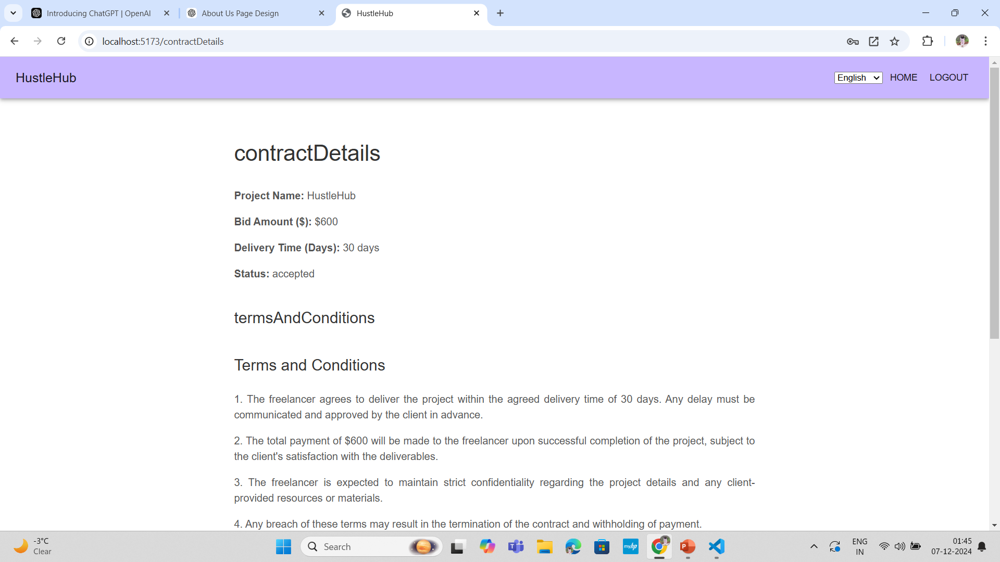 Introducing ChatGPT | OpenAI
About Us Page Design
HustleHub
localhost:5173/contractDetails
HustleHub
English
HOME
LOGOUT
contractDetails
Project Name: HustleHub
Bid Amount ($): $600
Delivery Time (Days): 30 days
Status: accepted
termsAndConditions
Terms and Conditions
1. The freelancer agrees to deliver the project within the agreed delivery time of 30 days. Any delay must be
communicated and approved by the client in advance.
2. The total payment of $600 will be made to the freelancer upon successful completion of the project, subject to
the client's satisfaction with the deliverables.
3. The freelancer is expected to maintain strict confidentiality regarding the project details and any client-
provided resources or materials.
4. Any breach of these terms may result in the termination of the contract and withholding of payment.
-3°C
Clear
Search
myhp
ENG
IN
01:45
07-12-2024